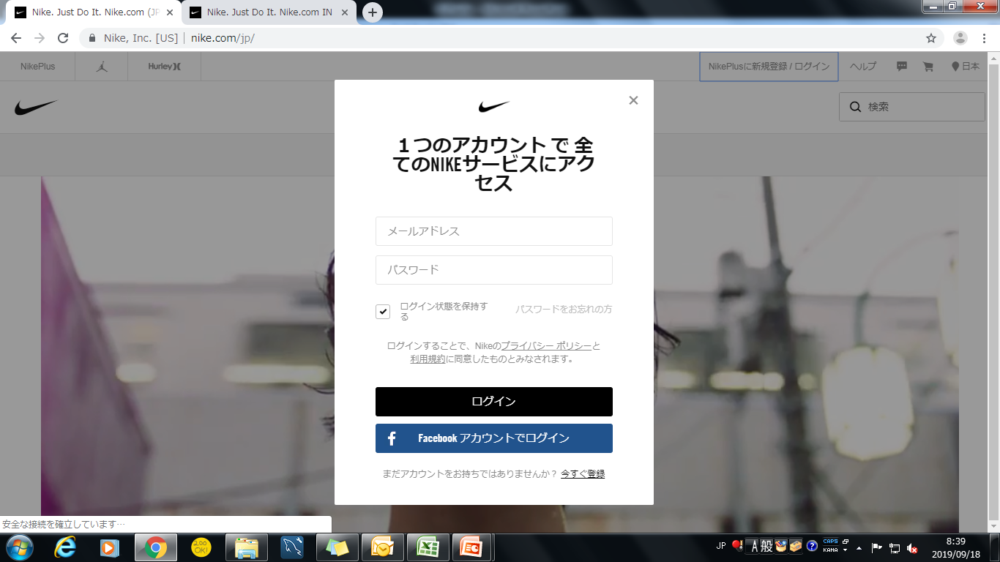 Nike. Just Do It. Nike.com (JP
Nike. Just Do It. Nike.com IN
Nike, Inc. [US] | nike.com/jp/
NikePlus
Hurley
NikePlusに新規登録 / ログイン
ヘルプ
日本
検索
１つのアカウント で 全
てのNIKEサービスにアク
セス
メールアドレス
パスワード
ログイン状態を保持す
る
パスワードをお忘れの方
ログインすることで、Nikeのプライバシー ポリシーと
利用規約に同意したものとみなされます。
ログイン
Facebook アカウントでログイン
まだアカウントをお持ちではありませんか？ 今すぐ登録
安全な接続を確立しています…
2.00
OK!
JP
A 般
CAPS
KANA
8:39
2019/09/18